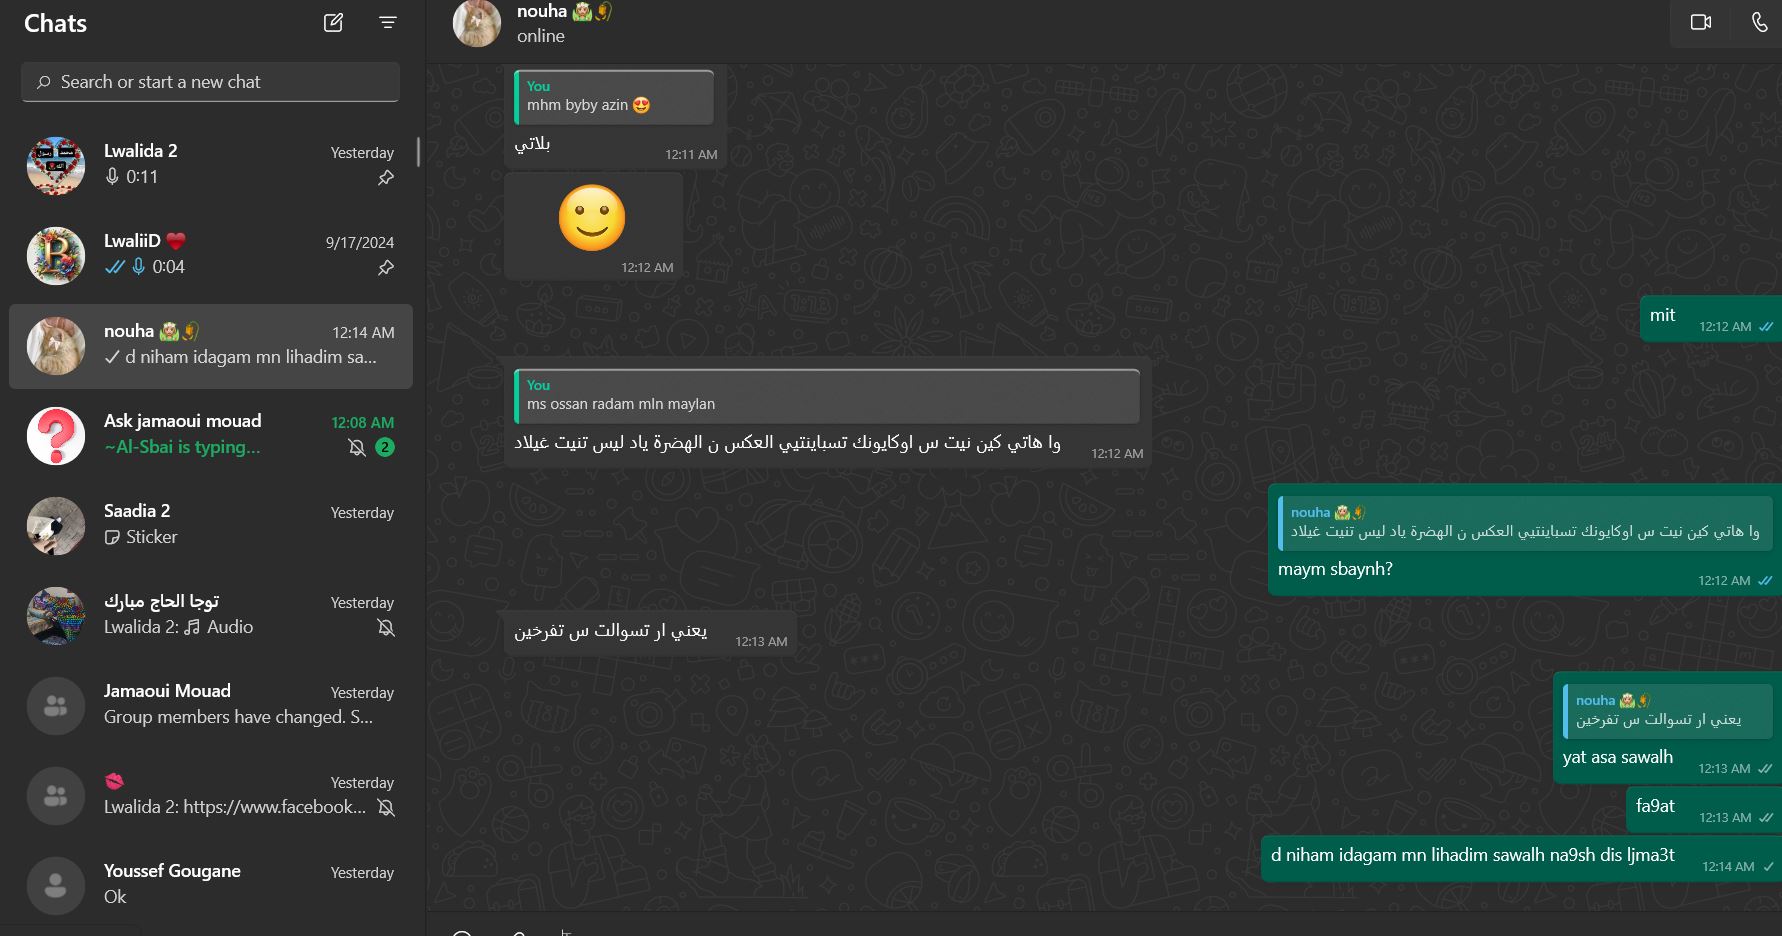 Chats
Search or start a new chat
Lwalida 2
Yesterday
0:11
LwaliiD
9/17/2024
0:04
nouha
12:14 AM
d niham idagam mn lihadim sa...
Ask jamaoui mouad
12:08 AM
~Al-Sbai is typing...
2
Saadia 2
Yesterday
Sticker
توجا الحاج مبارك
Yesterday
Lwalida 2: Audio
Jamaoui Mouad
Yesterday
Group members have changed. S...
💋
Yesterday
Lwalida 2: https://www.facebook...
Youssef Gougane
Yesterday
Ok
nouha
online
You
mhm byby azin 😍
بلاتي
12:11 AM
🙂
12:12 AM
mit
12:12 AM
You
ms ossan radam mln maylan
وا هاتي كين نيت س اوكايونك تسباينتيي العكس ن الهضرة ياد ليس تنيت غيلاد
12:12 AM
nouha
وا هاتي كين نيت س اوكايونك تسباينتيي العكس ن الهضرة ياد ليس تنيت غيلاد
maym sbaynh?
12:12 AM
يعني ار تسوالت س تفرخين
12:13 AM
nouha
يعني ار تسوالت س تفرخين
yat asa sawalh
12:13 AM
fa9at
12:13 AM
d niham idagam mn lihadim sawalh na9sh dis ljma3t
12:14 AM